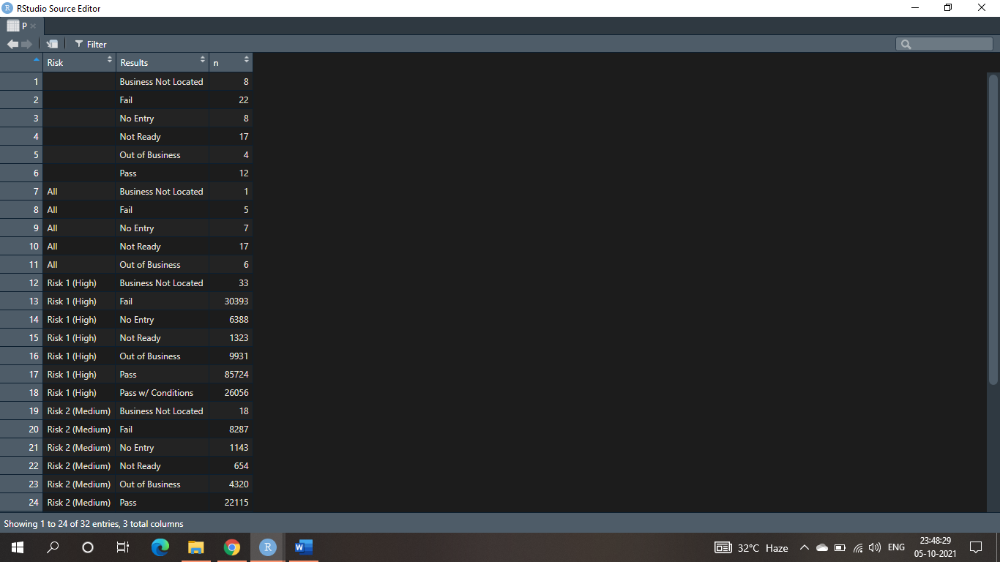 RStudio Source Editor
P
Filter
Risk Results n
1 Business Not Located 8
2 Fail 22
3 No Entry 8
4 Not Ready 17
5 Out of Business 4
6 Pass 12
7 All Business Not Located 1
8 All Fail 5
9 All No Entry 7
10 All Not Ready 17
11 All Out of Business 6
12 Risk 1 (High) Business Not Located 33
13 Risk 1 (High) Fail 30393
14 Risk 1 (High) No Entry 6388
15 Risk 1 (High) Not Ready 1323
16 Risk 1 (High) Out of Business 9931
17 Risk 1 (High) Pass 85724
18 Risk 1 (High) Pass w/ Conditions 26056
19 Risk 2 (Medium) Business Not Located 18
20 Risk 2 (Medium) Fail 8287
21 Risk 2 (Medium) No Entry 1143
22 Risk 2 (Medium) Not Ready 654
23 Risk 2 (Medium) Out of Business 4320
24 Risk 2 (Medium) Pass 22115
Showing 1 to 24 of 32 entries, 3 total columns
32°C Haze ENG 23:48:29
05-10-2021